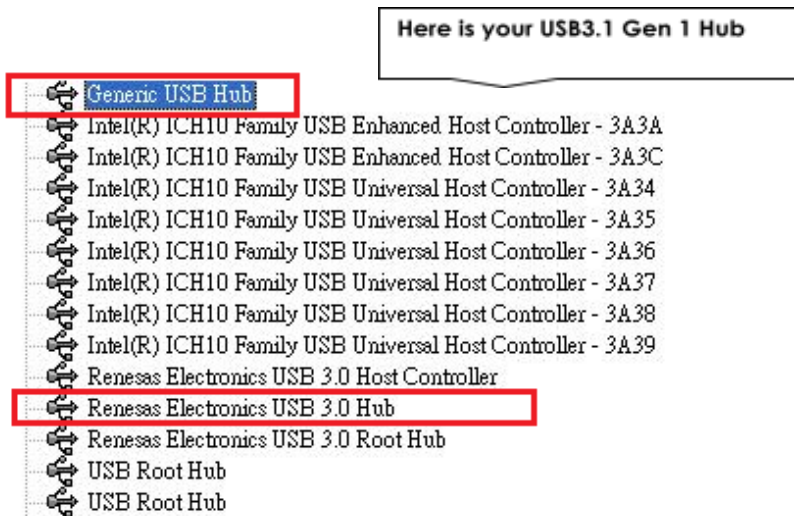 Here is your USB3.1 Gen 1 Hub
Generic USB Hub
Intel(R) ICH10 Family USB Enhanced Host Controller - 3A3A
Intel(R) ICH10 Family USB Enhanced Host Controller - 3A3C
Intel(R) ICH10 Family USB Universal Host Controller - 3A34
Intel(R) ICH10 Family USB Universal Host Controller - 3A35
Intel(R) ICH10 Family USB Universal Host Controller - 3A36
Intel(R) ICH10 Family USB Universal Host Controller - 3A37
Intel(R) ICH10 Family USB Universal Host Controller - 3A38
Intel(R) ICH10 Family USB Universal Host Controller - 3A39
Renesas Electronics USB 3.0 Host Controller
Renesas Electronics USB 3.0 Hub
Renesas Electronics USB 3.0 Root Hub
USB Root Hub
USB Root Hub